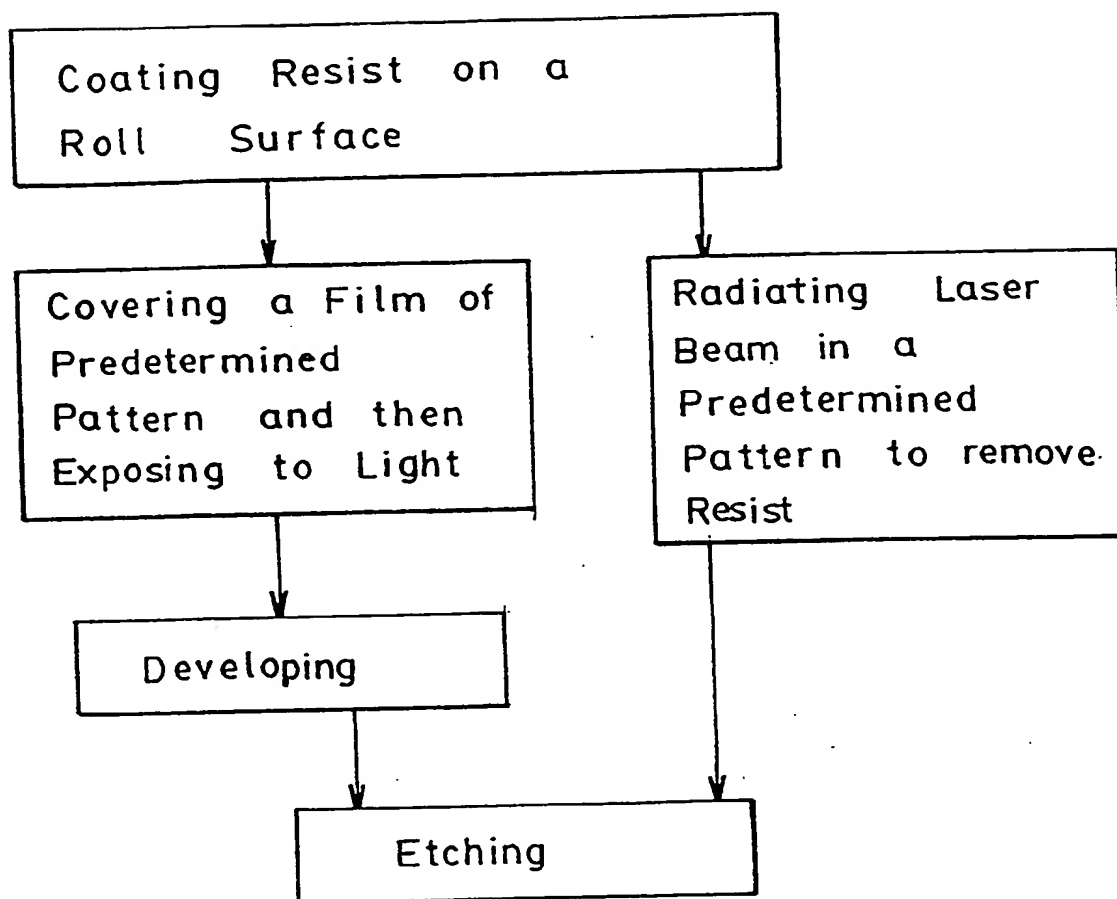 Coating Resist on a
Roll Surface
Covering a Film of
Predetermined
Pattern and then
Exposing to Light
Radiating Laser
Beam in a
Predetermined
Pattern to remove
Resist
Developing
Etching